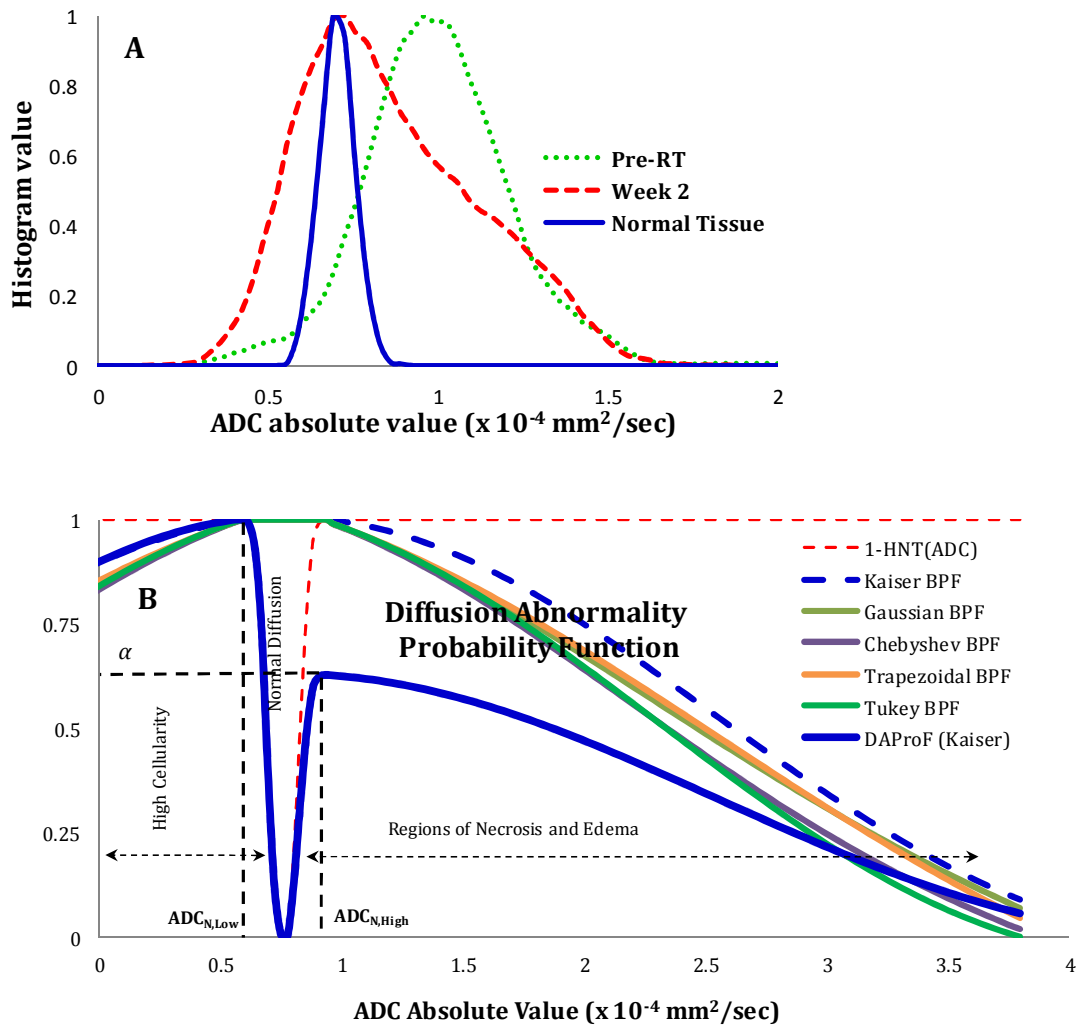 A
1
0.8
0.6
0.4
0.2
0
Histogram value
Pre-RT
Week 2
Normal Tissue
0
0.5
1
1.5
2
ADC absolute value (x 10⁻⁴ mm²/sec)
B
1
0.75
0.5
0.25
0
α
High Cellularity
Normal Diffusion
Diffusion Abnormality
Probability Function
1-HNT(ADC)
Kaiser BPF
Gaussian BPF
Chebyshev BPF
Trapezoidal BPF
Tukey BPF
DAProF (Kaiser)
Regions of Necrosis and Edema
ADC_N,Low
ADC_N,High
0
0.5
1
1.5
2
2.5
3
3.5
4
ADC Absolute Value (x 10⁻⁴ mm²/sec)